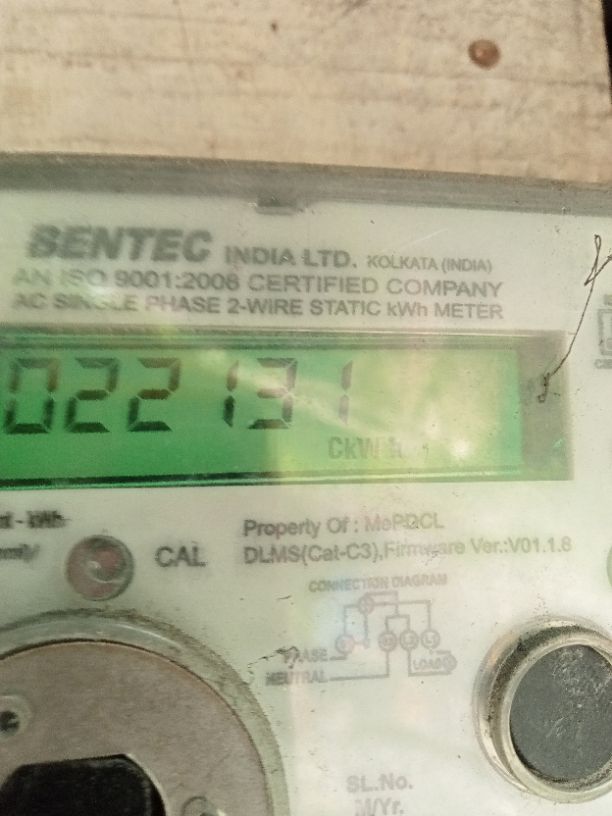 SENTEC INDIA LTD. KOLKATA (INDIA)
AN ISO 9001:2008 CERTIFIED COMPANY
AC SINGLE PHASE 2-WIRE STATIC kWh METER
022131
CkWh
kWh
CAL
Property Of : MePDCL
DLMS(Cat-C3),Firmware Ver.:V01.1.8
CONNECTION DIAGRAM
PHASE
NEUTRAL
LOAD
SL.No.
M/Yr.